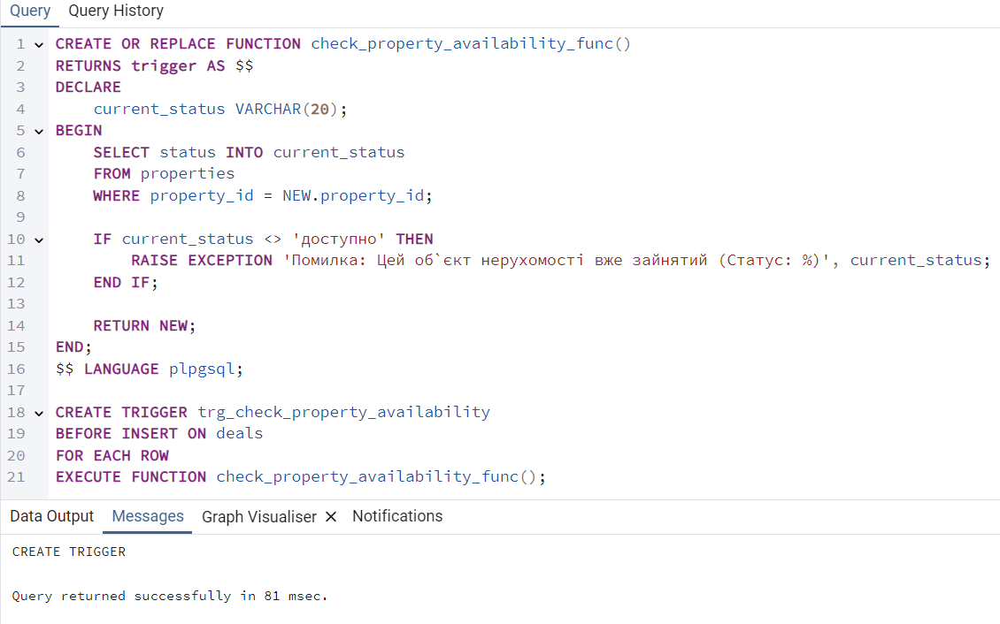 Query Query History
1 CREATE OR REPLACE FUNCTION check_property_availability_func()
2 RETURNS trigger AS $$
3 DECLARE
4 current_status VARCHAR(20);
5 BEGIN
6 SELECT status INTO current_status
7 FROM properties
8 WHERE property_id = NEW.property_id;
9
10 IF current_status <> 'доступно' THEN
11 RAISE EXCEPTION 'Помилка: Цей об`єкт нерухомості вже зайнятий (Статус: %)', current_status;
12 END IF;
13
14 RETURN NEW;
15 END;
16 $$ LANGUAGE plpgsql;
17
18 CREATE TRIGGER trg_check_property_availability
19 BEFORE INSERT ON deals
20 FOR EACH ROW
21 EXECUTE FUNCTION check_property_availability_func();
Data Output Messages Graph Visualiser × Notifications
CREATE TRIGGER
Query returned successfully in 81 msec.